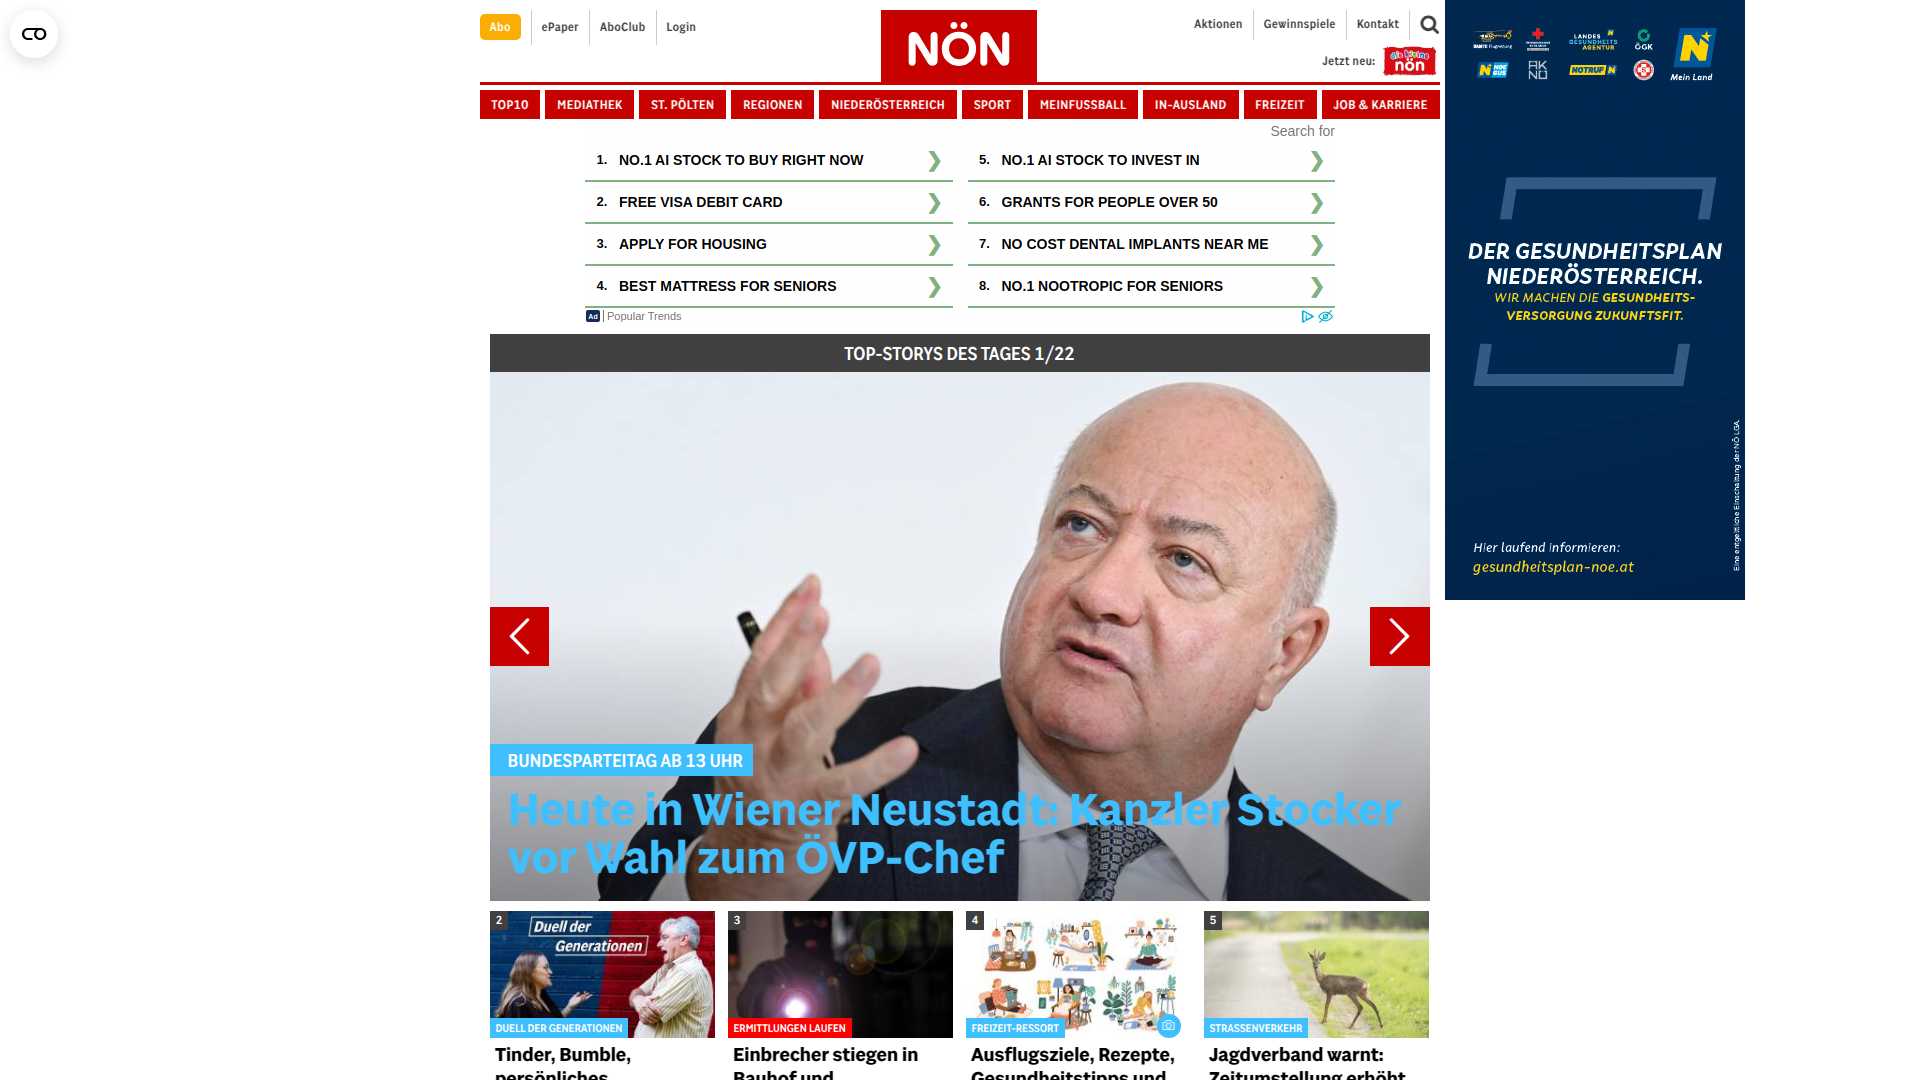 Abo
ePaper
AboClub
Login
NÖN
Aktionen
Gewinnspiele
Kontakt
Jetzt neu:
die kleine
nön
TOP10
MEDIATHEK
ST. PÖLTEN
REGIONEN
NIEDERÖSTERREICH
SPORT
MEINFUSSBALL
IN-AUSLAND
FREIZEIT
JOB & KARRIERE
Search for
1. NO.1 AI STOCK TO BUY RIGHT NOW
2. FREE VISA DEBIT CARD
3. APPLY FOR HOUSING
4. BEST MATTRESS FOR SENIORS
5. NO.1 AI STOCK TO INVEST IN
6. GRANTS FOR PEOPLE OVER 50
7. NO COST DENTAL IMPLANTS NEAR ME
8. NO.1 NOOTROPIC FOR SENIORS
Ad | Popular Trends
TOP-STORYS DES TAGES 1/22
BUNDESPARTEITAG AB 13 UHR
Heute in Wiener Neustadt: Kanzler Stocker
vor Wahl zum ÖVP-Chef
2
Duell der
Generationen
DUELL DER GENERATIONEN
Tinder, Bumble,
persönliches
3
ERMITTLUNGEN LAUFEN
Einbrecher stiegen in
Bauhof und
4
FREIZEIT-RESSORT
Ausflugsziele, Rezepte,
Gesundheitstipps und
5
STRASSENVERKEHR
Jagdverband warnt:
Zeitumstellung erhöht
LANDES
GESUNDHEITS
AGENTUR
ÖGK
N
Mein Land
AK
NÖ
NOTRUF N
DER GESUNDHEITSPLAN
NIEDERÖSTERREICH.
WIR MACHEN DIE GESUNDHEITS-
VERSORGUNG ZUKUNFTSFIT.
Eine entgeltliche Einschaltung der NÖ LGA.
Hier laufend informieren:
gesundheitsplan-noe.at